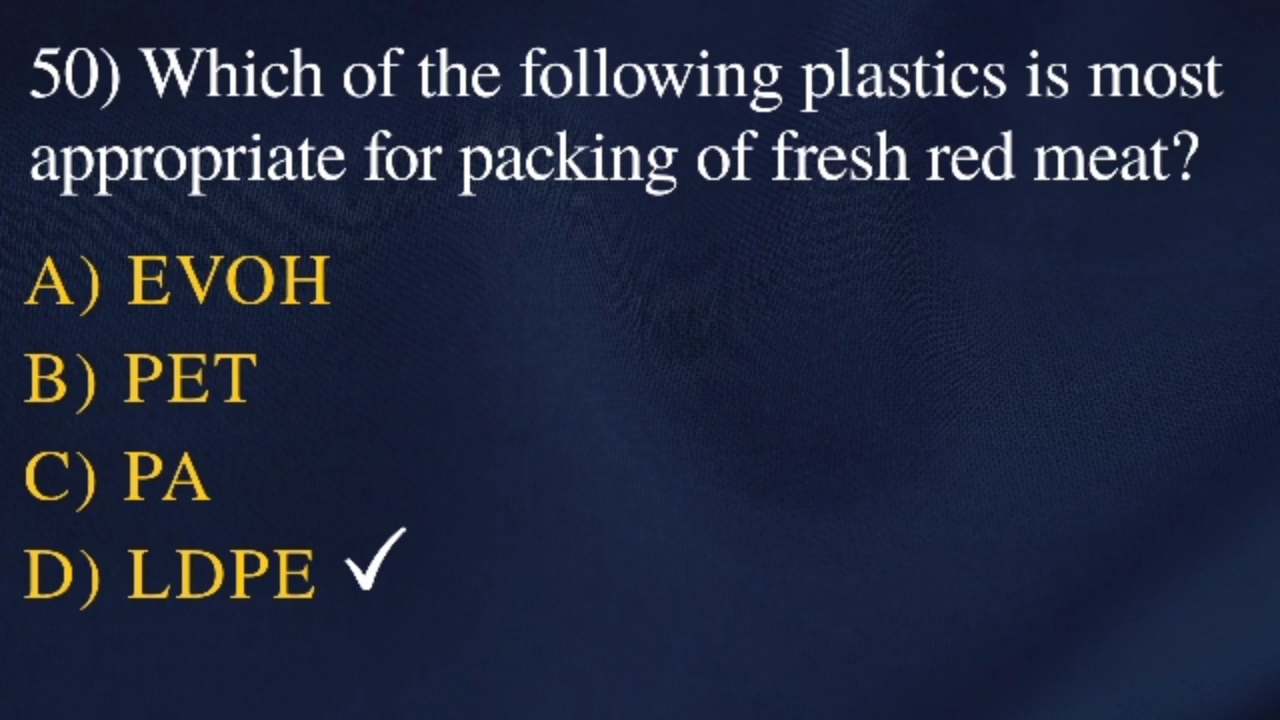 50) Which of the following plastics is most
appropriate for packing of fresh red meat?
A) EVOH
B) PET
C) PA
D) LDPE ✓